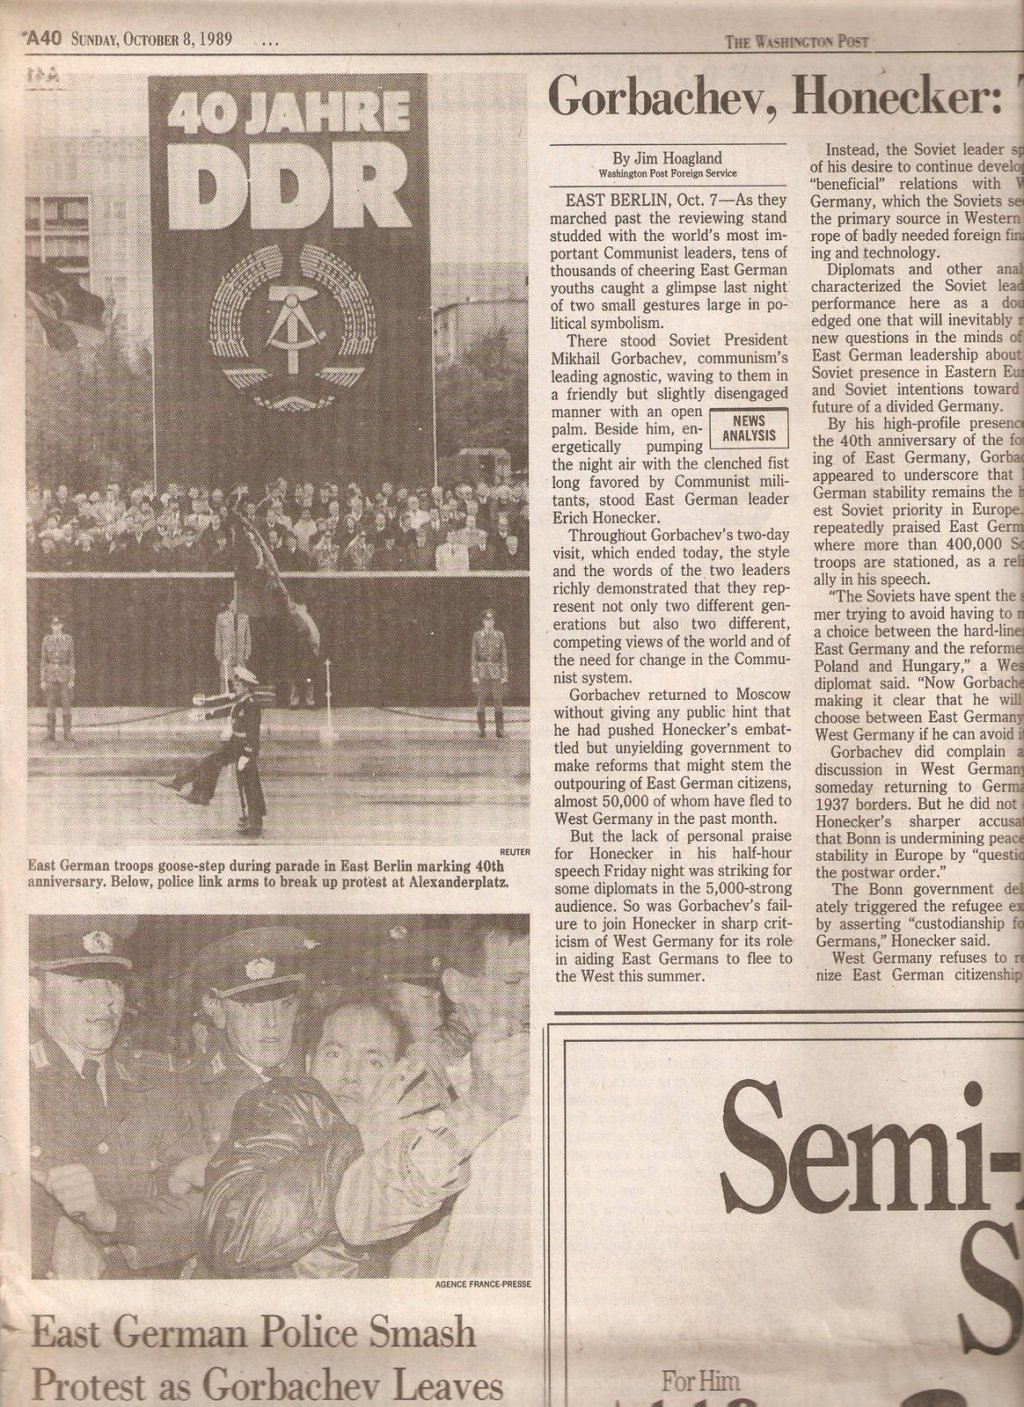 A40 SUNDAY, OCTOBER 8, 1989 ...
THE WASHINGTON POST
40 JAHRE
DDR
REUTER
East German troops goose-step during parade in East Berlin marking 40th
anniversary. Below, police link arms to break up protest at Alexanderplatz.
AGENCE FRANCE-PRESSE
East German Police Smash
Protest as Gorbachev Leaves
Gorbachev, Honecker:
By Jim Hoagland
Washington Post Foreign Service
EAST BERLIN, Oct. 7—As they
marched past the reviewing stand
studded with the world's most im-
portant Communist leaders, tens of
thousands of cheering East German
youths caught a glimpse last night
of two small gestures large in po-
litical symbolism.
There stood Soviet President
Mikhail Gorbachev, communism's
leading agnostic, waving to them in
a friendly but slightly disengaged
manner with an open
palm. Beside him, en-
ergetically pumping
NEWS
ANALYSIS
the night air with the clenched fist
long favored by Communist mili-
tants, stood East German leader
Erich Honecker.
Throughout Gorbachev's two-day
visit, which ended today, the style
and the words of the two leaders
richly demonstrated that they rep-
resent not only two different gen-
erations but also two different,
competing views of the world and of
the need for change in the Commu-
nist system.
Gorbachev returned to Moscow
without giving any public hint that
he had pushed Honecker's embat-
tled but unyielding government to
make reforms that might stem the
outpouring of East German citizens,
almost 50,000 of whom have fled to
West Germany in the past month.
But the lack of personal praise
for Honecker in his half-hour
speech Friday night was striking for
some diplomats in the 5,000-strong
audience. So was Gorbachev's fail-
ure to join Honecker in sharp crit-
icism of West Germany for its role
in aiding East Germans to flee to
the West this summer.
Instead, the Soviet leader sp
of his desire to continue develo
"beneficial" relations with W
Germany, which the Soviets se
the primary source in Western
rope of badly needed foreign fin
ing and technology.
Diplomats and other anal
characterized the Soviet lead
performance here as a dou
edged one that will inevitably r
new questions in the minds of
East German leadership about
Soviet presence in Eastern Eu
and Soviet intentions toward
future of a divided Germany.
By his high-profile presenc
the 40th anniversary of the fo
ing of East Germany, Gorba
appeared to underscore that
German stability remains the h
est Soviet priority in Europe.
repeatedly praised East Germ
where more than 400,000 So
troops are stationed, as a reli
ally in his speech.
"The Soviets have spent the s
mer trying to avoid having to m
a choice between the hard-line
East Germany and the reforme
Poland and Hungary," a Wes
diplomat said. "Now Gorbache
making it clear that he will
choose between East Germany
West Germany if he can avoid i
Gorbachev did complain a
discussion in West German
someday returning to Germa
1937 borders. But he did not
Honecker's sharper accusa
that Bonn is undermining peace
stability in Europe by "questio
the postwar order."
The Bonn government del
ately triggered the refugee ex
by asserting "custodianship fo
Germans," Honecker said.
West Germany refuses to re
nize East German citizenship
Semi-
S
For Him